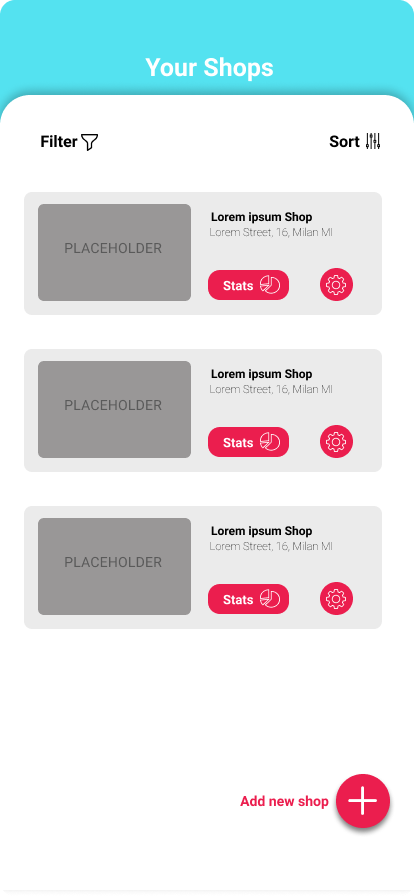 Your Shops
Filter
Sort
PLACEHOLDER
Lorem ipsum Shop
Lorem Street, 16, Milan MI
Stats
PLACEHOLDER
Lorem ipsum Shop
Lorem Street, 16, Milan MI
Stats
PLACEHOLDER
Lorem ipsum Shop
Lorem Street, 16, Milan MI
Stats
Add new shop